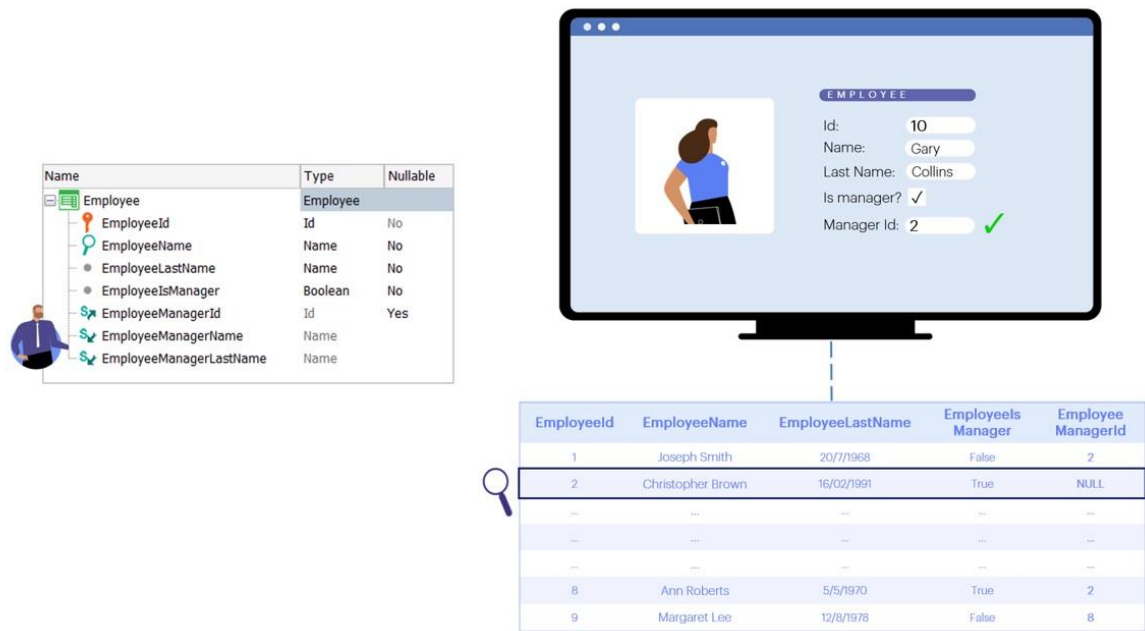 Name Type Nullable
Employee Employee
EmployeeId Id No
EmployeeName Name No
EmployeeLastName Name No
EmployeeIsManager Boolean No
EmployeeManagerId Id Yes
EmployeeManagerName Name
EmployeeManagerLastName Name
EMPLOYEE
Id: 10
Name: Gary
Last Name: Collins
Is manager? ✓
Manager Id: 2 ✓
EmployeeId EmployeeName EmployeeLastName EmployeeIs Manager Employee ManagerId
1 Joseph Smith 20/7/1968 False 2
2 Christopher Brown 16/02/1991 True NULL
... ... ... ... ...
... ... ... ... ...
... ... ... ... ...
8 Ann Roberts 5/5/1970 True 2
9 Margaret Lee 12/8/1978 False 8